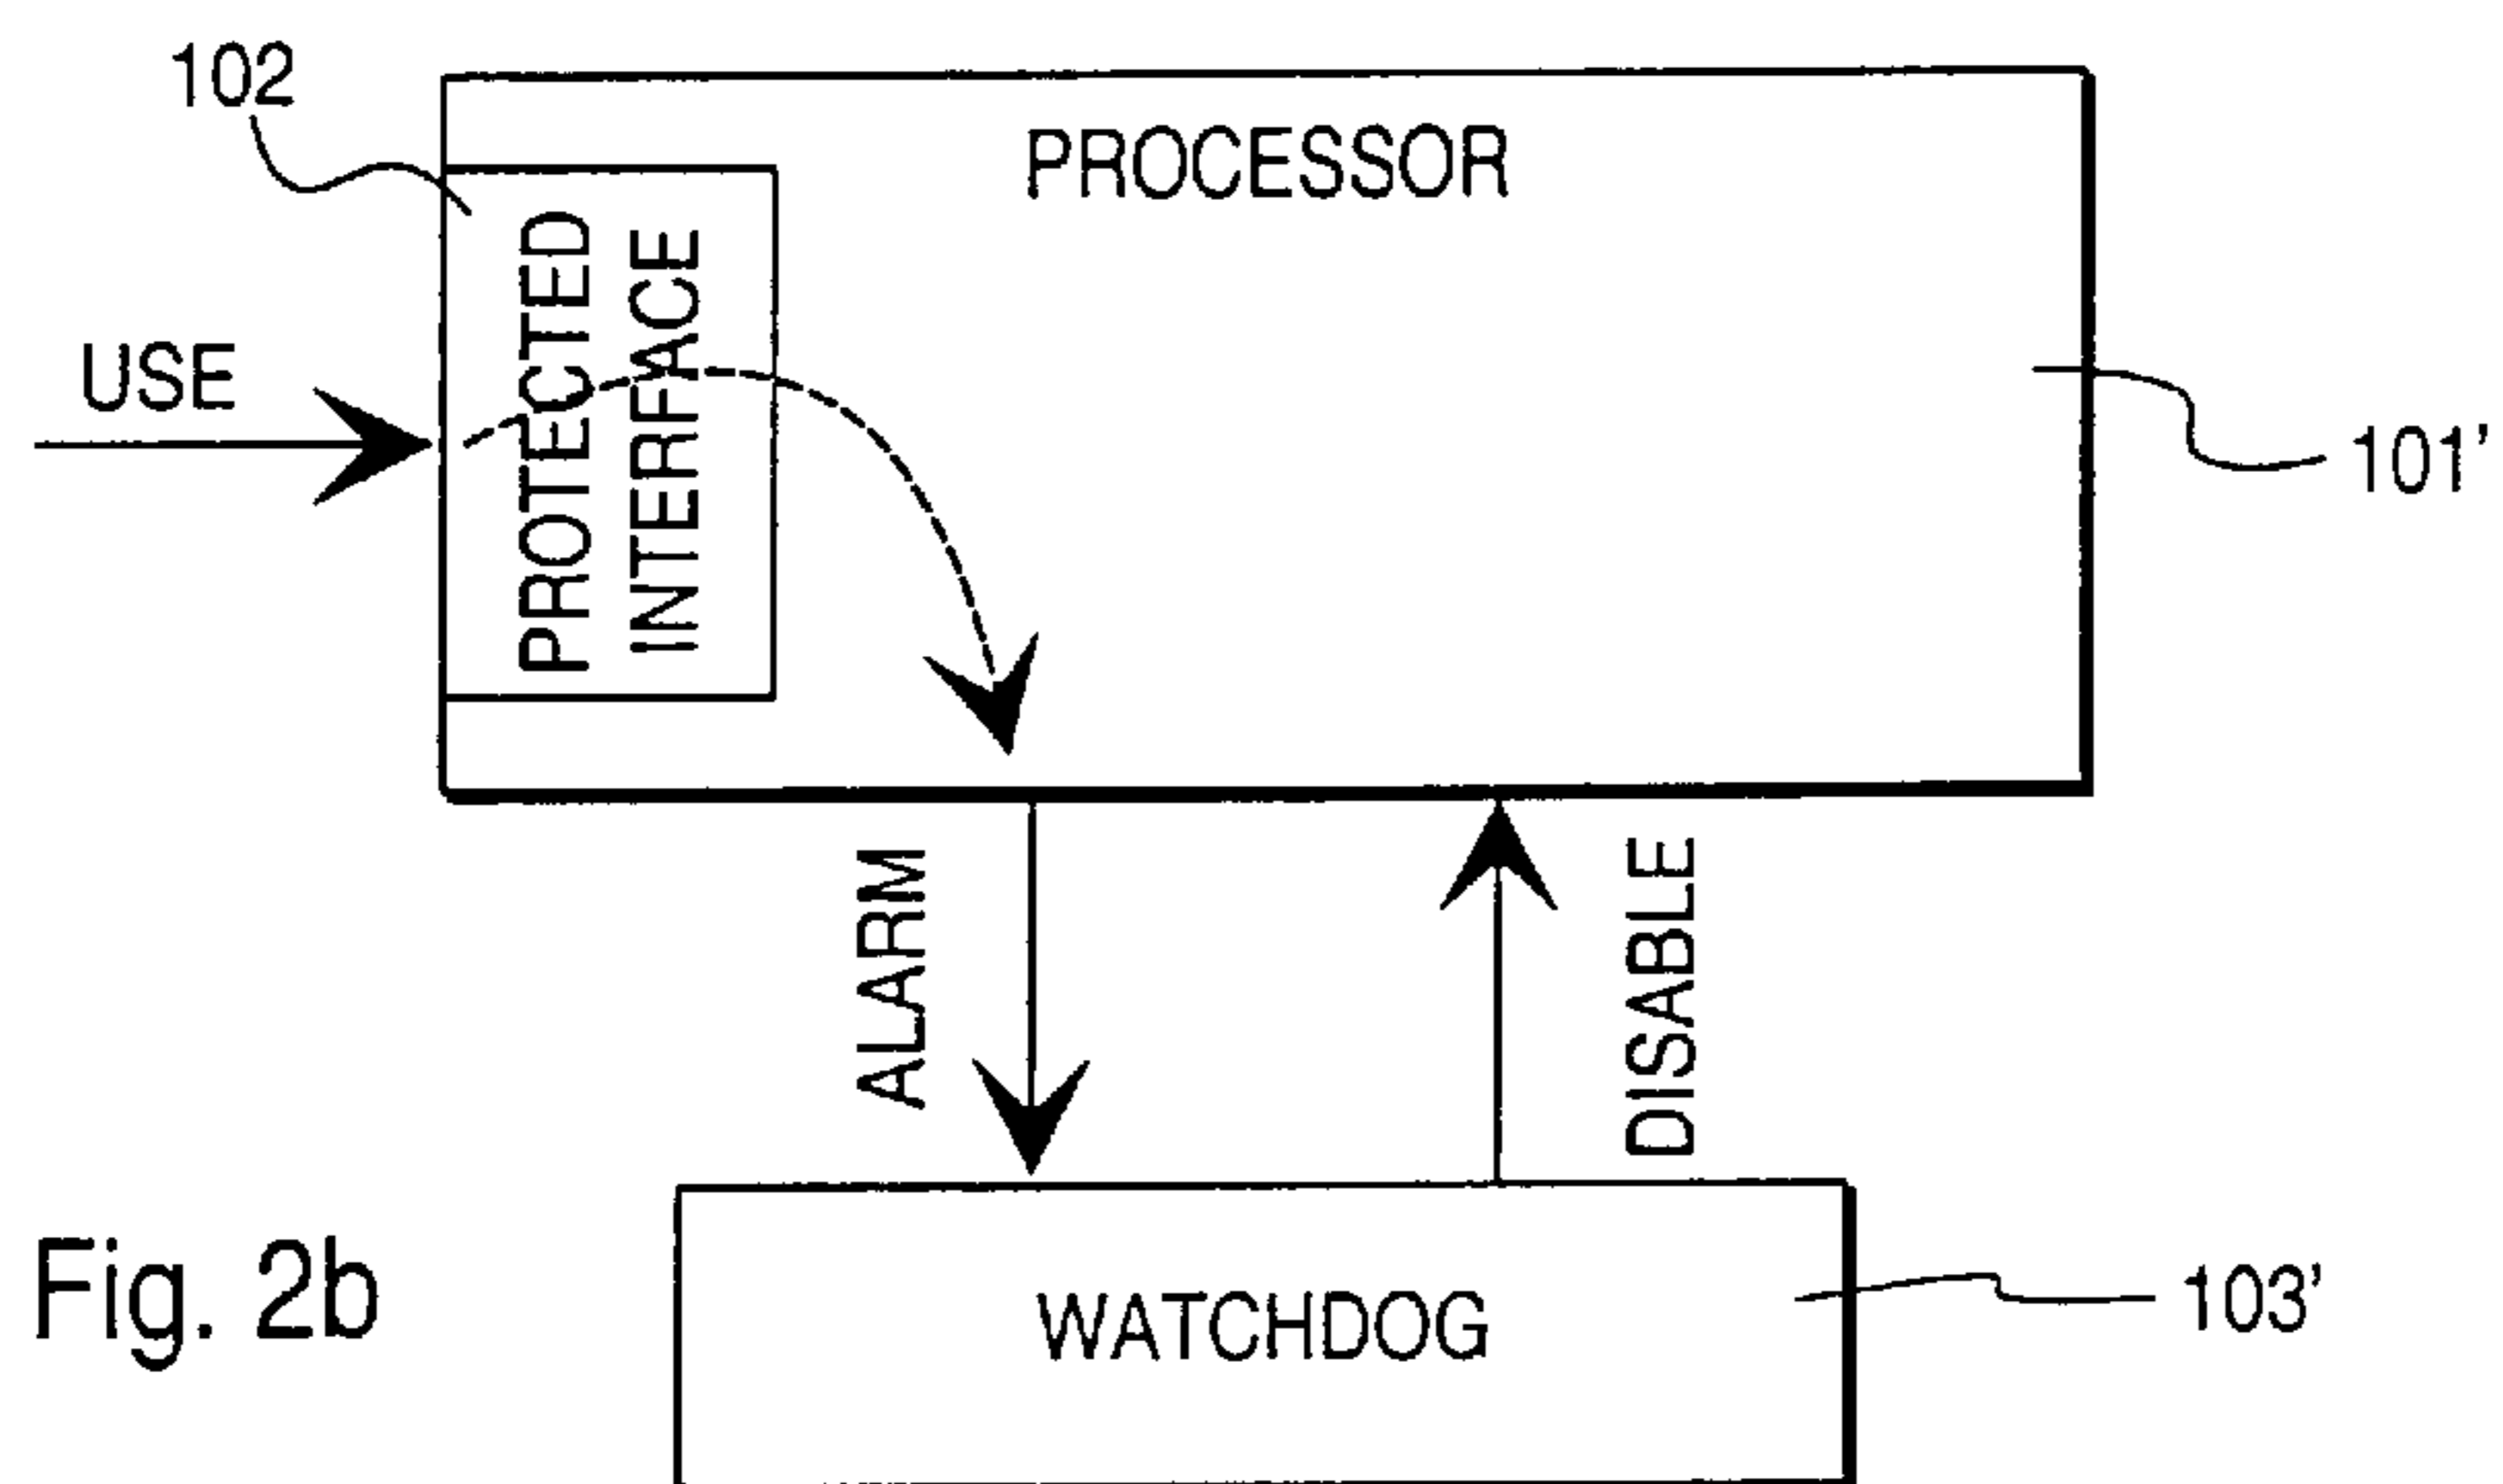 102
PROCESSOR
PROTECTED
INTERFACE
USE
101'
ALARM
DISABLE
Fig. 2b
WATCHDOG
103'